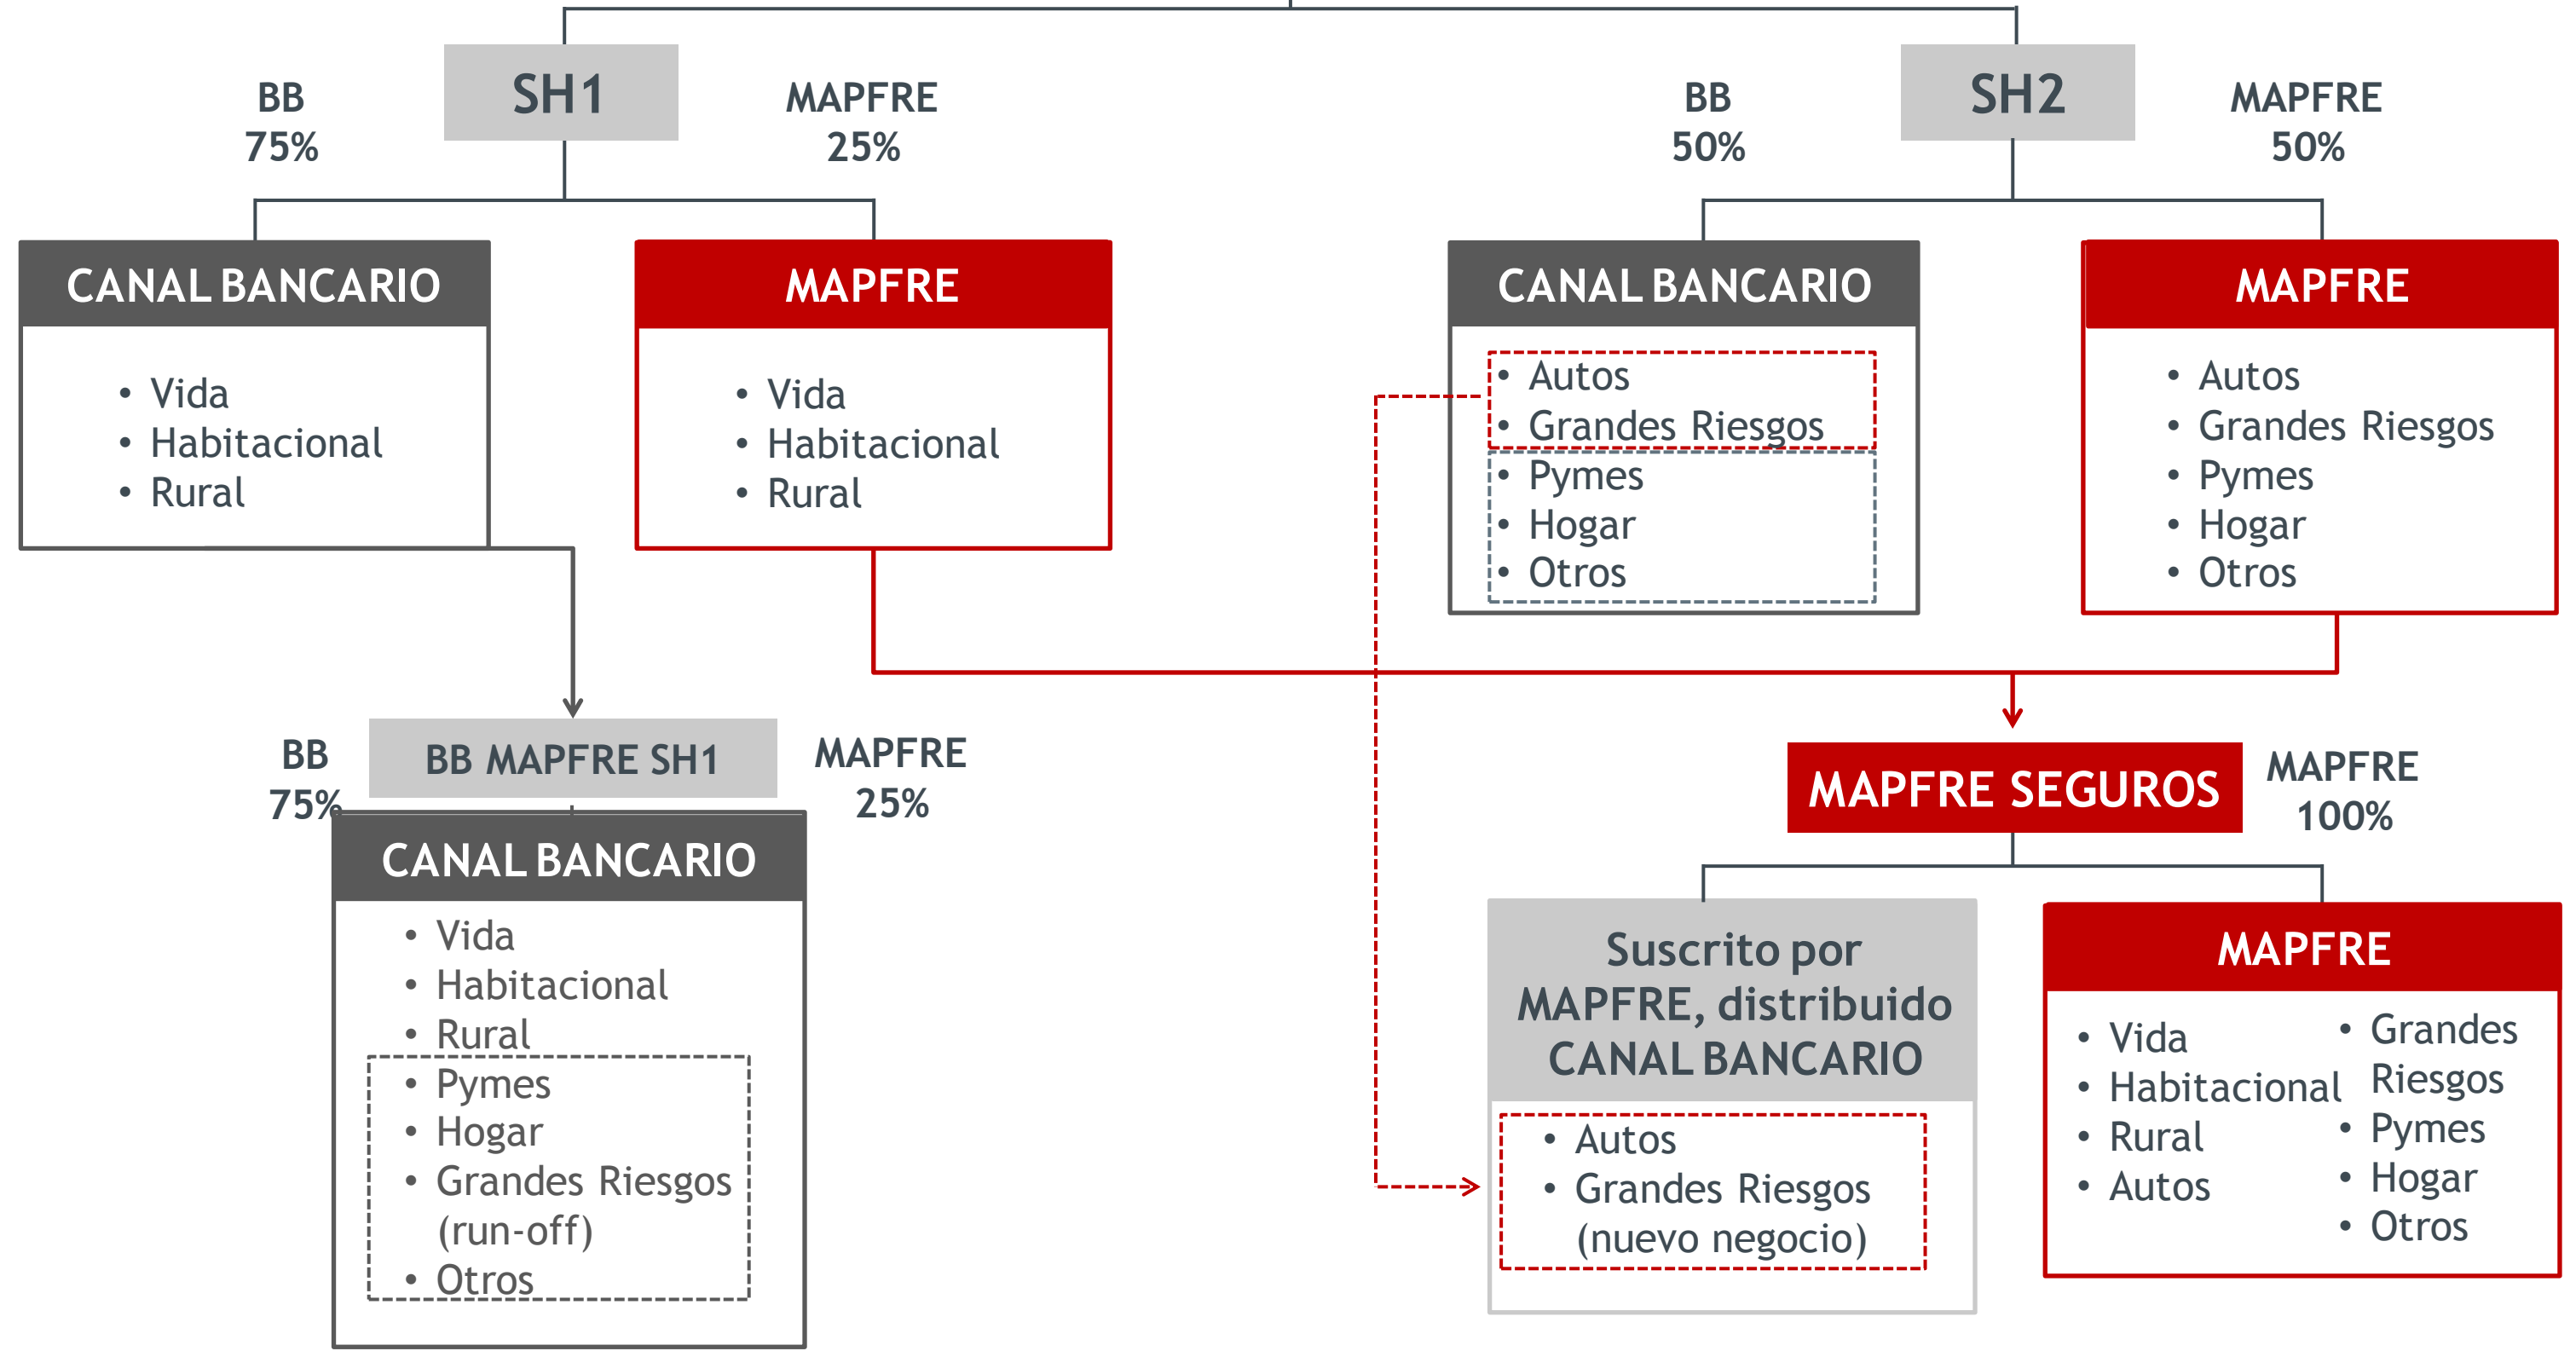 SH1
BB
75%
MAPFRE
25%
SH2
BB
50%
MAPFRE
50%
CANAL BANCARIO
• Vida
• Habitacional
• Rural
MAPFRE
• Vida
• Habitacional
• Rural
CANAL BANCARIO
• Autos
• Grandes Riesgos
• Pymes
• Hogar
• Otros
MAPFRE
• Autos
• Grandes Riesgos
• Pymes
• Hogar
• Otros
BB
75%
BB MAPFRE SH1
MAPFRE
25%
CANAL BANCARIO
• Vida
• Habitacional
• Rural
• Pymes
• Hogar
• Grandes Riesgos
(run-off)
• Otros
MAPFRE SEGUROS
MAPFRE
100%
Suscrito por
MAPFRE, distribuido
CANAL BANCARIO
• Autos
• Grandes Riesgos
(nuevo negocio)
MAPFRE
• Vida
• Habitacional
• Rural
• Autos
• Grandes
Riesgos
• Pymes
• Hogar
• Otros